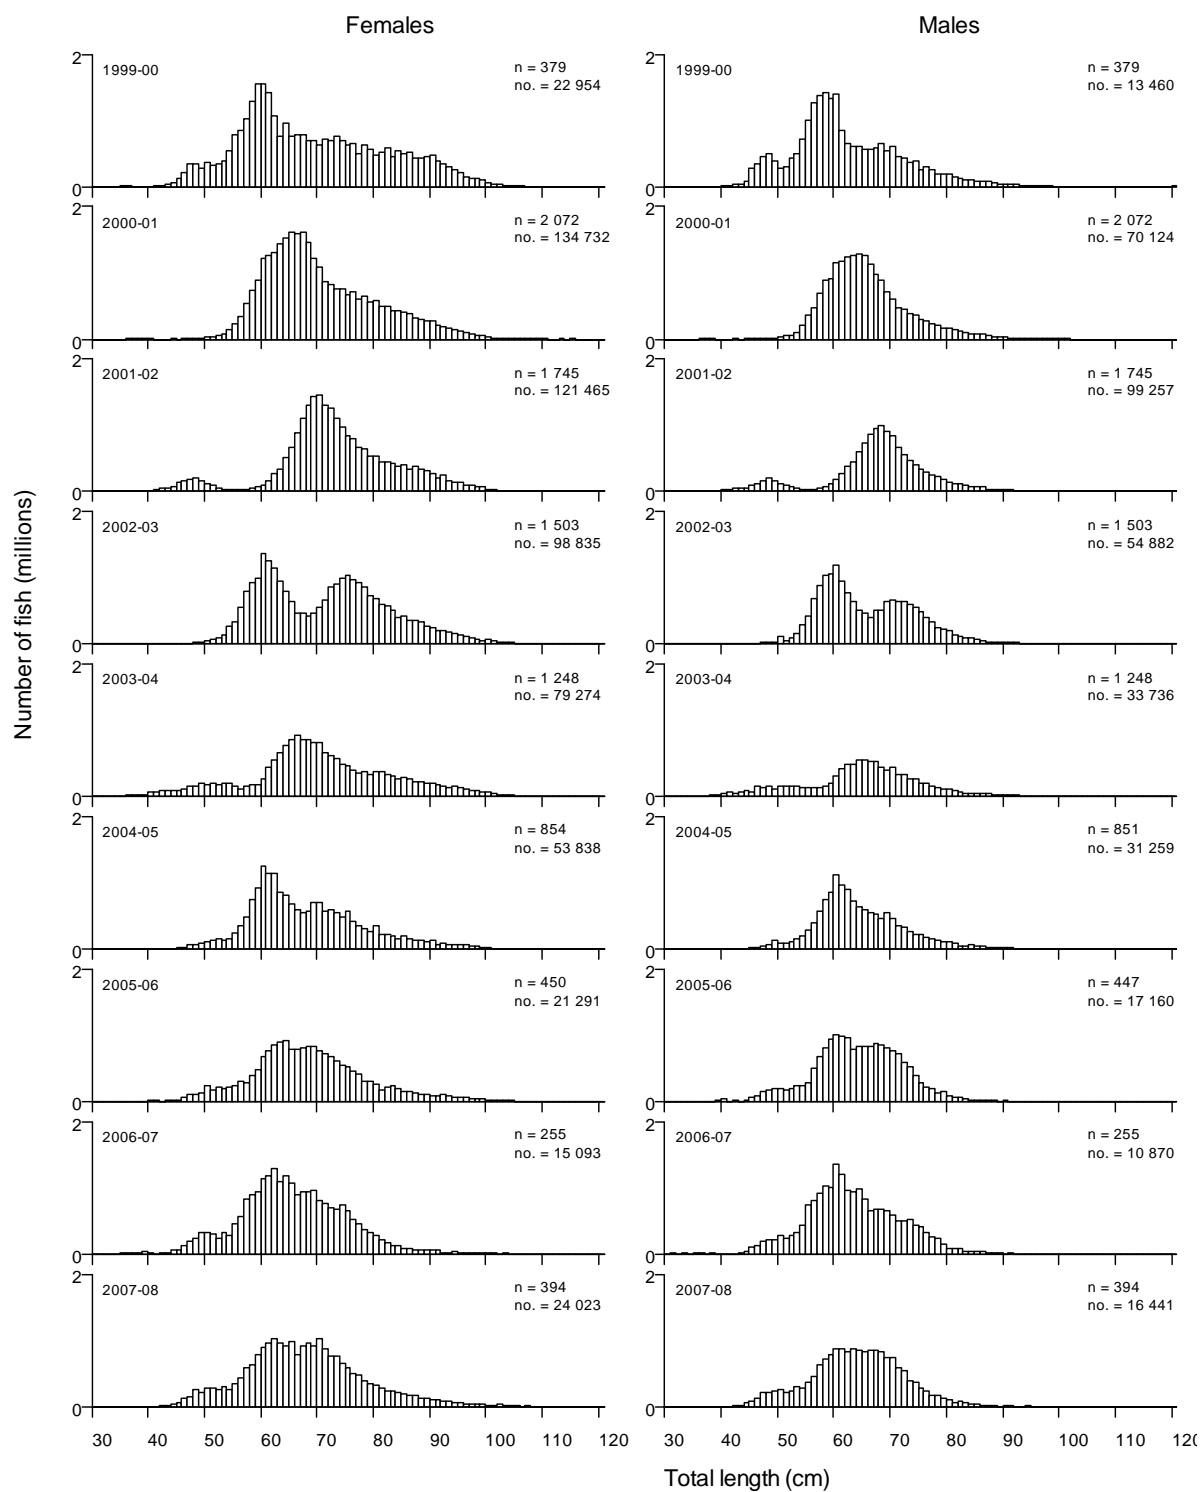 Females Males
2 1999-00 n = 379 no. = 22 954 0
2 1999-00 n = 379 no. = 13 460 0
2 2000-01 n = 2 072 no. = 134 732 0
2 2000-01 n = 2 072 no. = 70 124 0
2 2001-02 n = 1 745 no. = 121 465 0
2 2001-02 n = 1 745 no. = 99 257 0
2 2002-03 n = 1 503 no. = 98 835 0
2 2002-03 n = 1 503 no. = 54 882 0
2 2003-04 n = 1 248 no. = 79 274 0
2 2003-04 n = 1 248 no. = 33 736 0
2 2004-05 n = 854 no. = 53 838 0
2 2004-05 n = 851 no. = 31 259 0
2 2005-06 n = 450 no. = 21 291 0
2 2005-06 n = 447 no. = 17 160 0
2 2006-07 n = 255 no. = 15 093 0
2 2006-07 n = 255 no. = 10 870 0
2 2007-08 n = 394 no. = 24 023 0
2 2007-08 n = 394 no. = 16 441 0
30 40 50 60 70 80 90 100 110 120 30 40 50 60 70 80 90 100 110 120
Number of fish (millions)
Total length (cm)